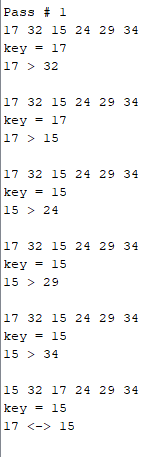 Pass # 1
17 32 15 24 29 34
key = 17
17 > 32
17 32 15 24 29 34
key = 17
17 > 15
17 32 15 24 29 34
key = 15
15 > 24
17 32 15 24 29 34
key = 15
15 > 29
17 32 15 24 29 34
key = 15
15 > 34
15 32 17 24 29 34
key = 15
17 <-> 15